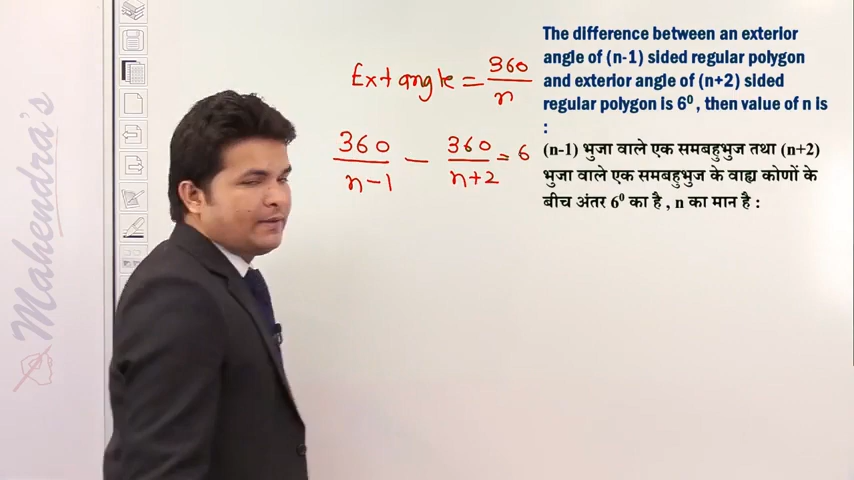 The difference between an exterior
angle of (n-1) sided regular polygon
and exterior angle of (n+2) sided
regular polygon is 6⁰ , then value of n is
:
(n-1) भुजा वाले एक समबहुभुज तथा (n+2)
भुजा वाले एक समबहुभुज के वाह्य कोणों के
बीच अंतर 6⁰ का है , n का मान है :
Ext angle = 360/n
360/n-1 - 360/n+2 = 6
Mahendra's